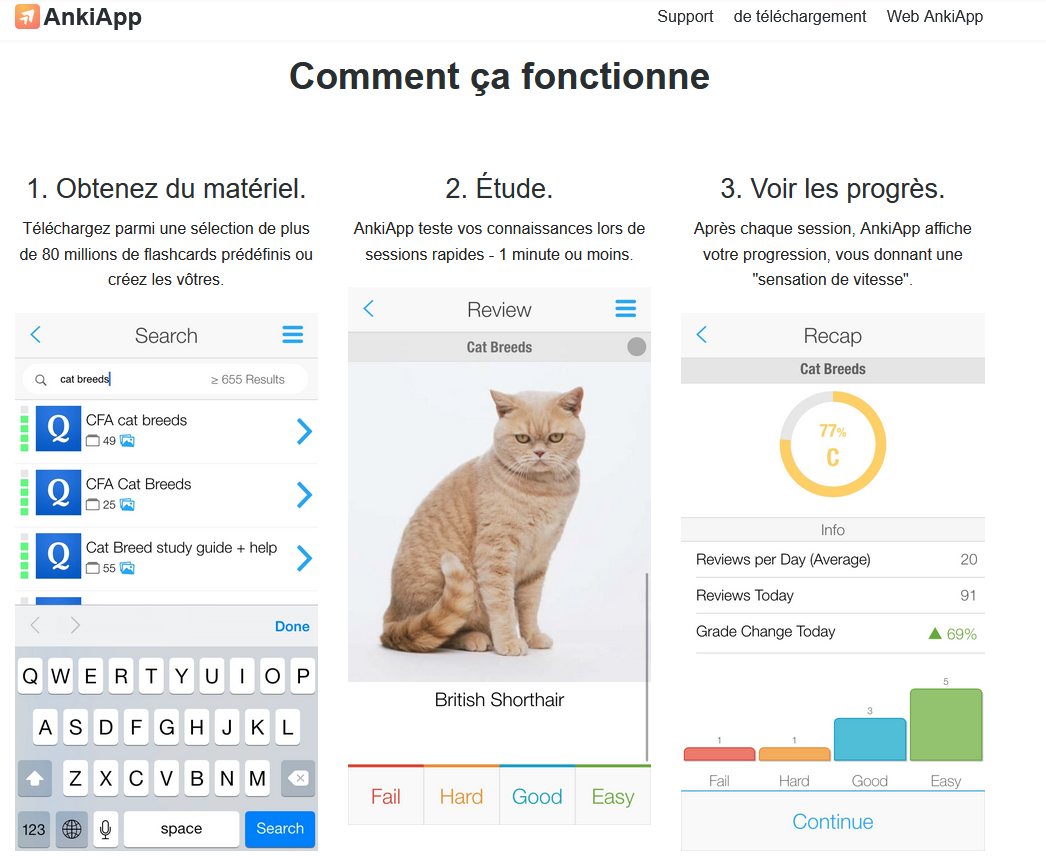 AnkiApp
Support de téléchargement Web AnkiApp
Comment ça fonctionne
1. Obtenez du matériel.
Téléchargez parmi une sélection de plus
de 80 millions de flashcards prédéfinis ou
créez les vôtres.
Search
cat breeds ≥ 655 Results
Q CFA cat breeds
49
Q CFA Cat Breeds
25
Q Cat Breed study guide + help
55
Done
Q W E R T Y U I O P
A S D F G H J K L
Z X C V B N M
123 space Search
2. Étude.
AnkiApp teste vos connaissances lors de
sessions rapides - 1 minute ou moins.
Review
Cat Breeds
British Shorthair
Fail Hard Good Easy
3. Voir les progrès.
Après chaque session, AnkiApp affiche
votre progression, vous donnant une
"sensation de vitesse".
Recap
Cat Breeds
77%
C
Info
Reviews per Day (Average) 20
Reviews Today 91
Grade Change Today ▲ 69%
1 1 3 5
Fail Hard Good Easy
Continue